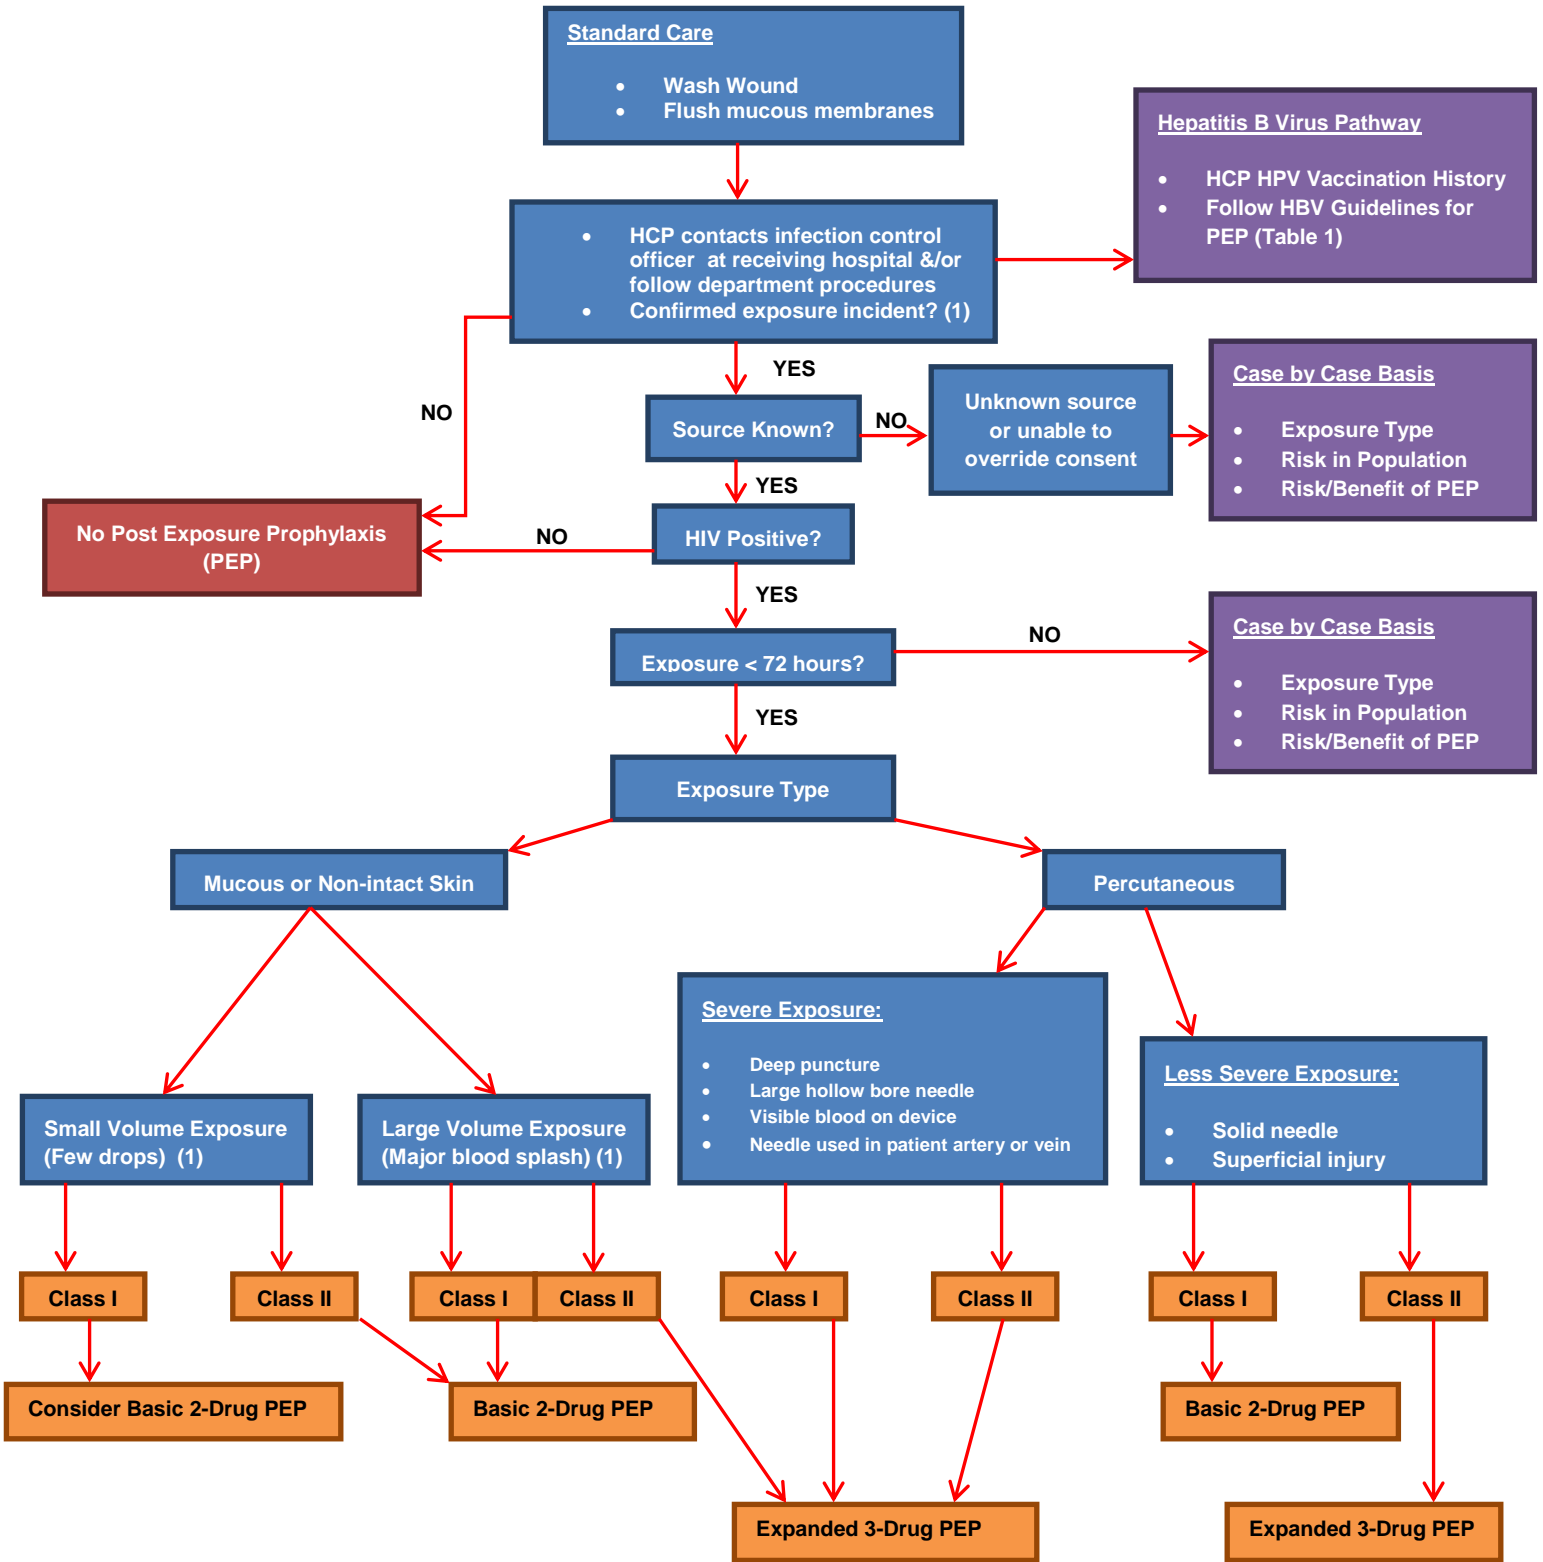 Standard Care
• Wash Wound
• Flush mucous membranes
Hepatitis B Virus Pathway
• HCP HPV Vaccination History
• Follow HBV Guidelines for
PEP (Table 1)
• HCP contacts infection control
officer at receiving hospital &/or
follow department procedures
• Confirmed exposure incident? (1)
YES
NO
Source Known?
NO
Unknown source
or unable to
override consent
Case by Case Basis
• Exposure Type
• Risk in Population
• Risk/Benefit of PEP
YES
No Post Exposure Prophylaxis
(PEP)
NO
HIV Positive?
YES
Exposure < 72 hours?
NO
Case by Case Basis
• Exposure Type
• Risk in Population
• Risk/Benefit of PEP
YES
Exposure Type
Mucous or Non-intact Skin
Percutaneous
Severe Exposure:
• Deep puncture
• Large hollow bore needle
• Visible blood on device
• Needle used in patient artery or vein
Less Severe Exposure:
• Solid needle
• Superficial injury
Small Volume Exposure
(Few drops) (1)
Large Volume Exposure
(Major blood splash) (1)
Class I
Class II
Class I
Class II
Class I
Class II
Class I
Class II
Consider Basic 2-Drug PEP
Basic 2-Drug PEP
Basic 2-Drug PEP
Expanded 3-Drug PEP
Expanded 3-Drug PEP